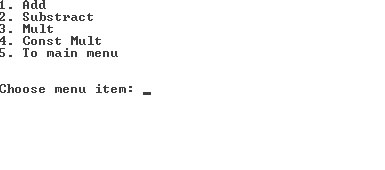 1. Add
2. Substract
3. Mult
4. Const Mult
5. To main menu
Choose menu item: _